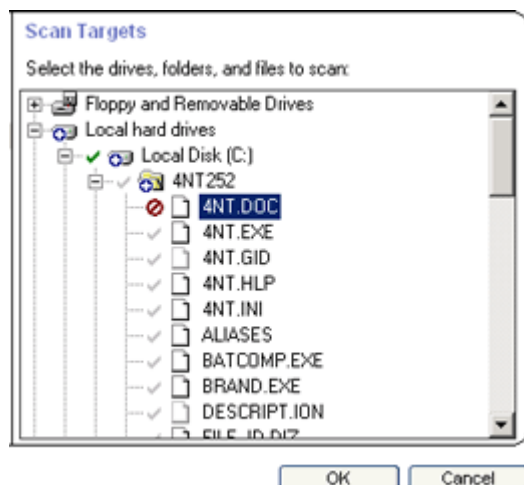 Scan Targets
Select the drives, folders, and files to scan:
Floppy and Removable Drives
Local hard drives
Local Disk (C:)
4NT252
4NT.DOC
4NT.EXE
4NT.GID
4NT.HLP
4NT.INI
ALIASES
BATCOMP.EXE
BRAND.EXE
DESCRIPT.ION
FILE_ID.DIZ
OK Cancel